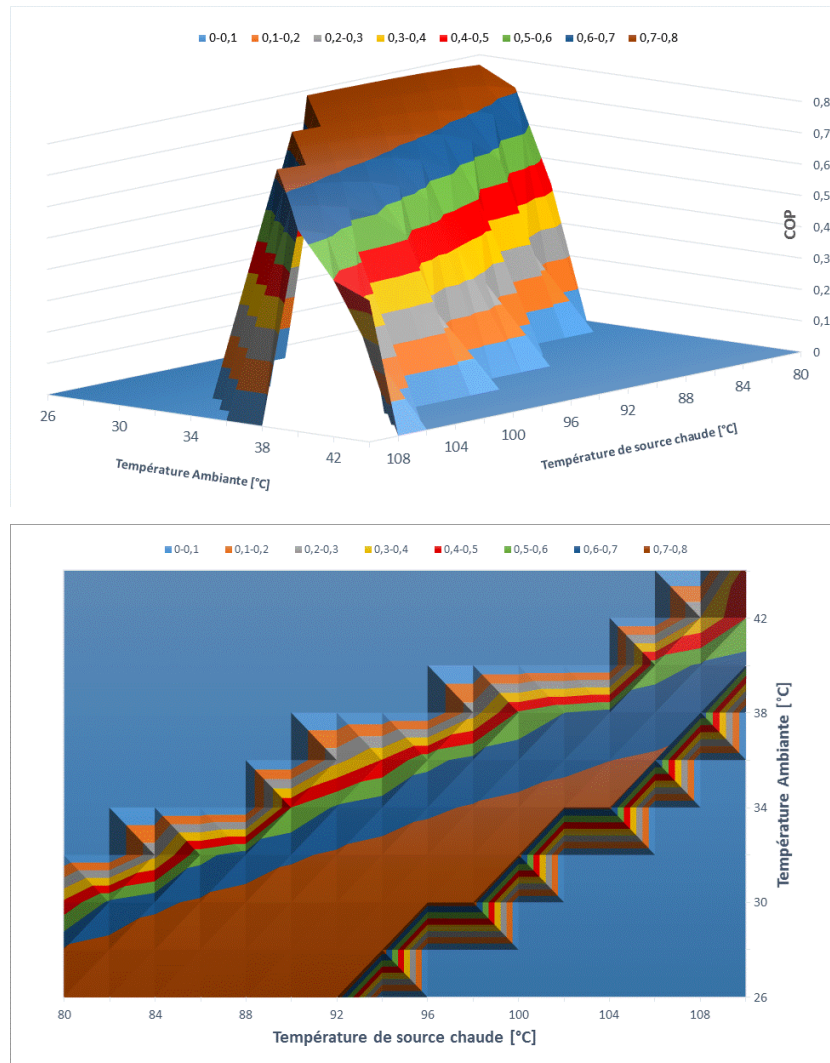 0-0,1 0,1-0,2 0,2-0,3 0,3-0,4 0,4-0,5 0,5-0,6 0,6-0,7 0,7-0,8
0,8
0,7
0,6
0,5
0,4
0,3
0,2
0,1
0
COP
26 30 34 38 42
Température Ambiante [°C]
108 104 100 96 92 88 84 80
Température de source chaude [°C]
0-0,1 0,1-0,2 0,2-0,3 0,3-0,4 0,4-0,5 0,5-0,6 0,6-0,7 0,7-0,8
42
38
34
30
26
Température Ambiante [°C]
80 84 88 92 96 100 104 108
Température de source chaude [°C]